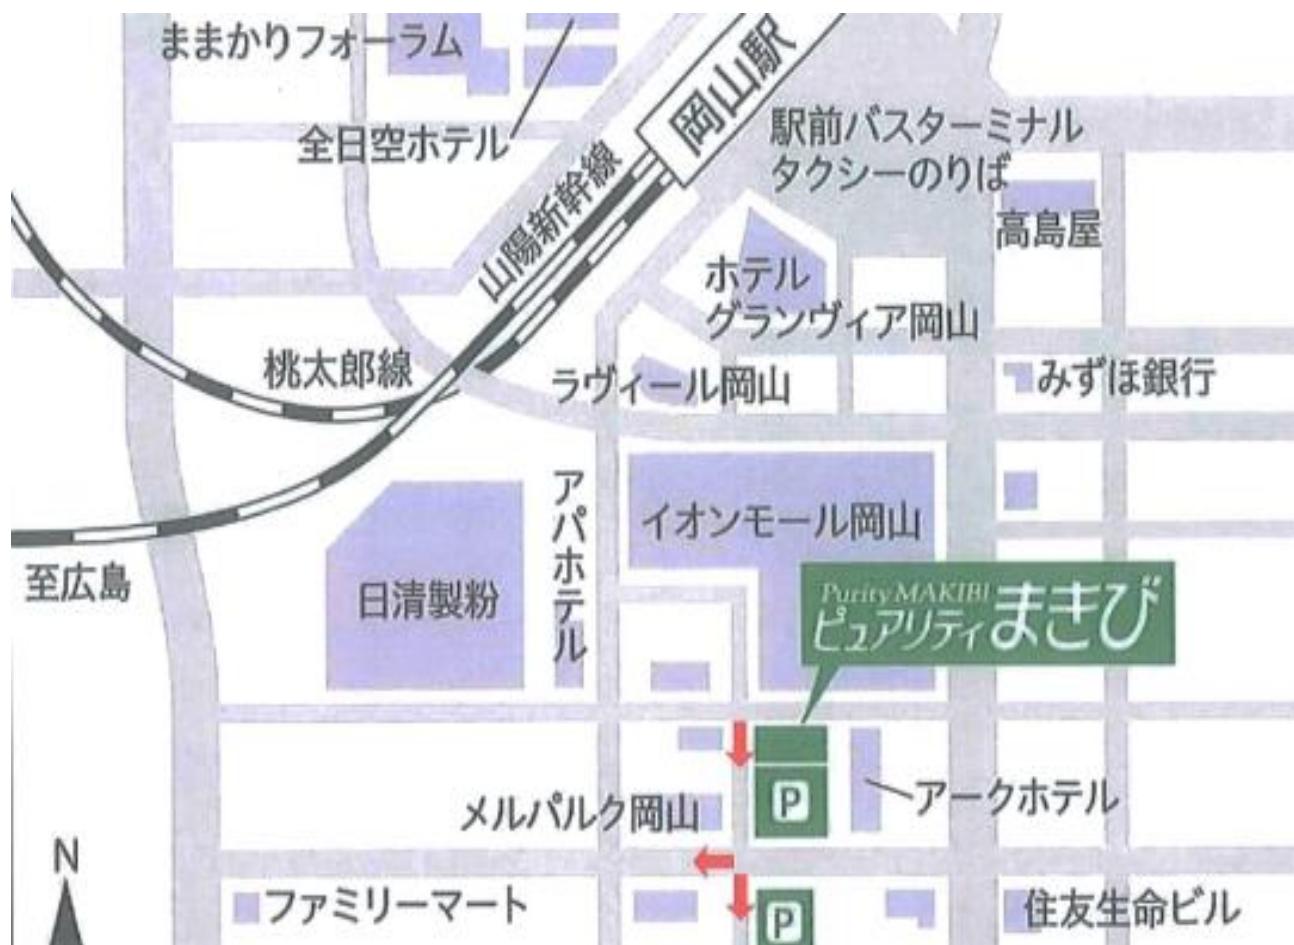 ままかりフォーラム
岡山駅
全日空ホテル
駅前バスターミナル
タクシーのりば
山陽新幹線
高島屋
ホテル
グランヴィア岡山
桃太郎線
ラヴィール岡山
みずほ銀行
アパホテル
イオンモール岡山
至広島
日清製粉
Purity MAKIBI
ピュアリティまきび
P
メルパルク岡山
アークホテル
N
ファミリーマート
P
住友生命ビル